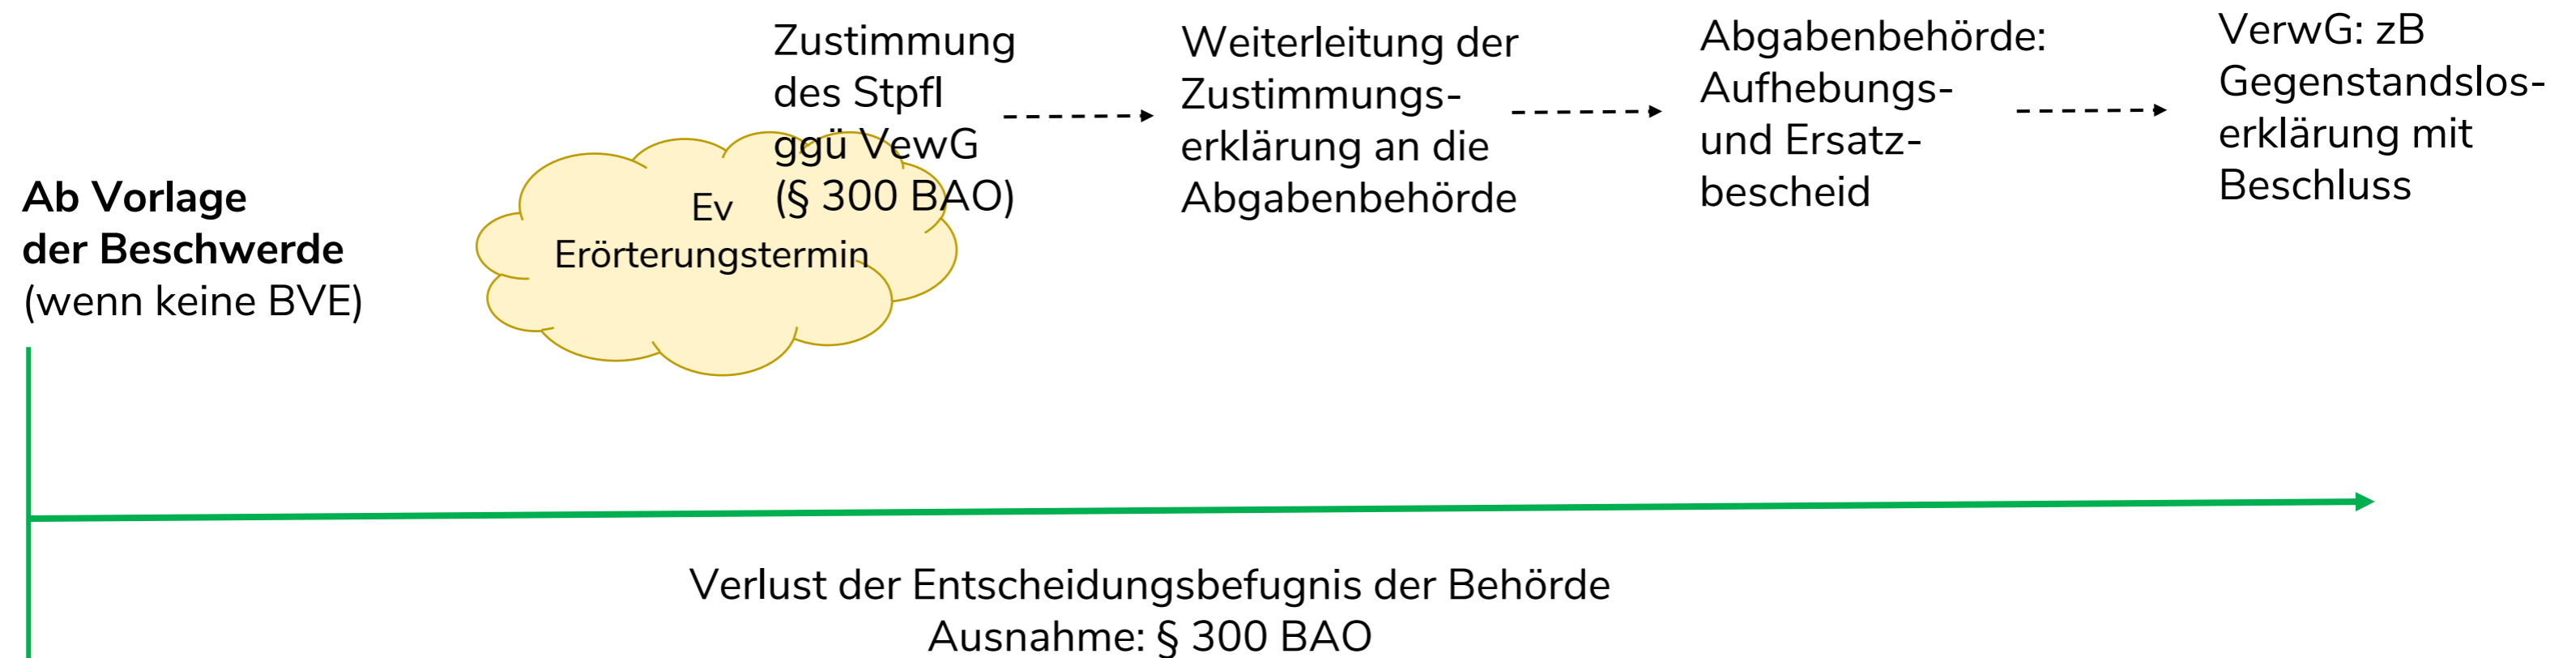 Ab Vorlage
der Beschwerde
(wenn keine BVE)
Ev
Erörterungstermin
Zustimmung
des Stpfl
ggü VewG
(§ 300 BAO)
Weiterleitung der
Zustimmungs-
erklärung an die
Abgabenbehörde
Abgabenbehörde:
Aufhebungs-
und Ersatz-
bescheid
VerwG: zB
Gegenstandslos-
erklärung mit
Beschluss
Verlust der Entscheidungsbefugnis der Behörde
Ausnahme: § 300 BAO